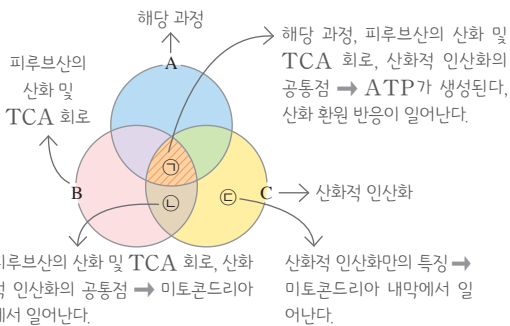 해당 과정
A
해당 과정, 피루브산의 산화 및
TCA 회로, 산화적 인산화의
공통점 ➡ ATP가 생성된다,
산화 환원 반응이 일어난다.
피루브산의
산화 및
TCA 회로
㉠
B
㉡
㉢
C
산화적 인산화
피루브산의 산화 및 TCA 회로, 산화
적 인산화의 공통점 ➡ 미토콘드리아
에서 일어난다.
산화적 인산화만의 특징 ➡
미토콘드리아 내막에서 일
어난다.